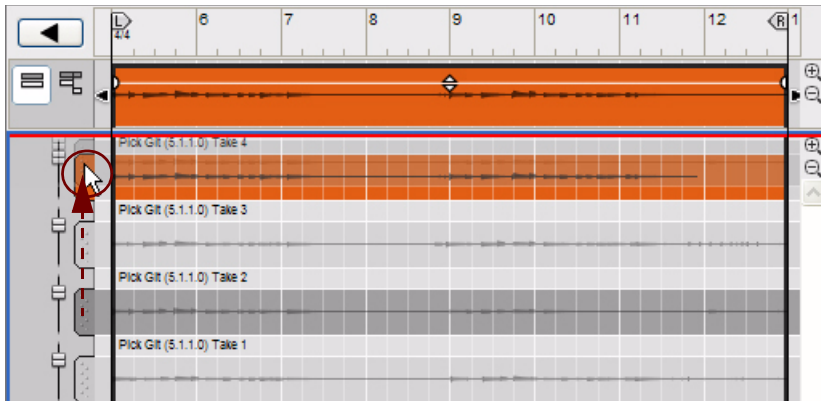 L 6 7 8 9 10 11 12 R 1
4/4
Pick Git (5.1.1.0) Take 4
Pick Git (5.1.1.0) Take 3
Pick Git (5.1.1.0) Take 2
Pick Git (5.1.1.0) Take 1